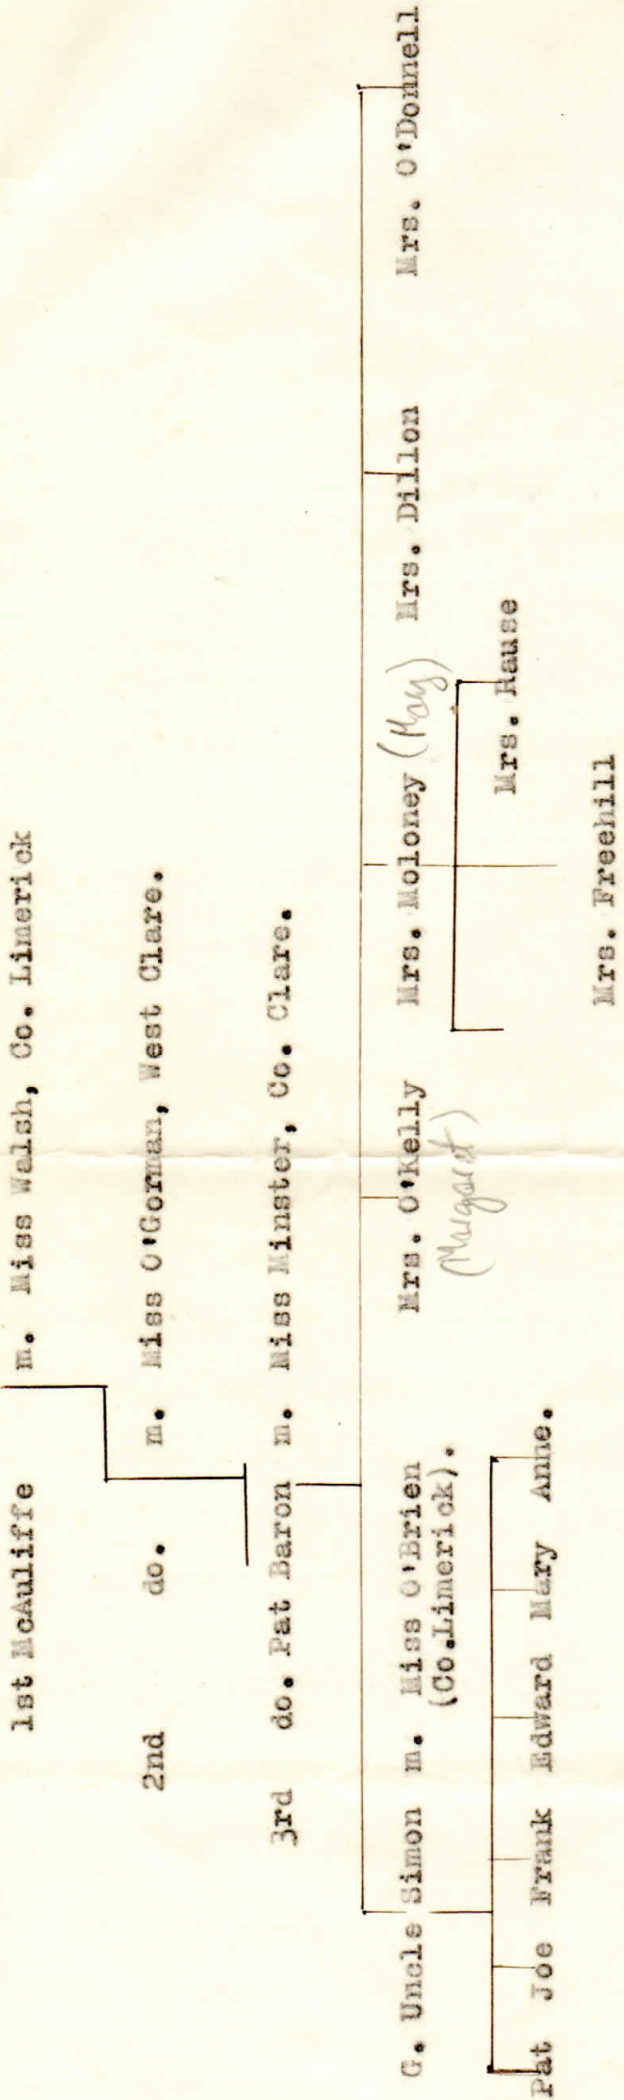 1st McAuliffe m. Miss Walsh, Co. Limerick
2nd do. m. Miss O'Gorman, West Clare.
3rd do. Pat Baron m. Miss Minster, Co. Clare.
G. Uncle Simon m. Miss O'Brien Mrs. O'Kelly Mrs. Moloney (May) Mrs. Dillon Mrs. O'Donnell
(Co.Limerick). (Margaret)
Mrs. Hause
Pat Joe Frank Edward Mary Anne.
Mrs. Freehill